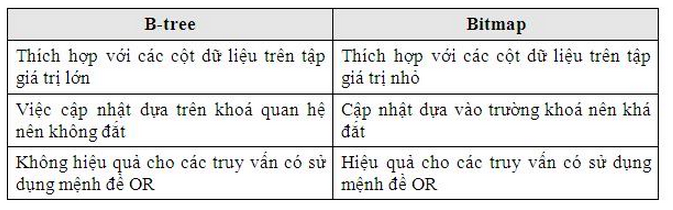 B-tree
Bitmap
Thích hợp với các cột dữ liệu trên tập
giá trị lớn
Thích hợp với các cột dữ liệu trên tập
giá trị nhỏ
Việc cập nhật dựa trên khoá quan hệ
nên không đắt
Cập nhật dựa vào trường khoá nên khá
đắt
Không hiệu quả cho các truy vấn có sử
dụng mệnh đề OR
Hiệu quả cho các truy vấn có sử dụng
mệnh đề OR